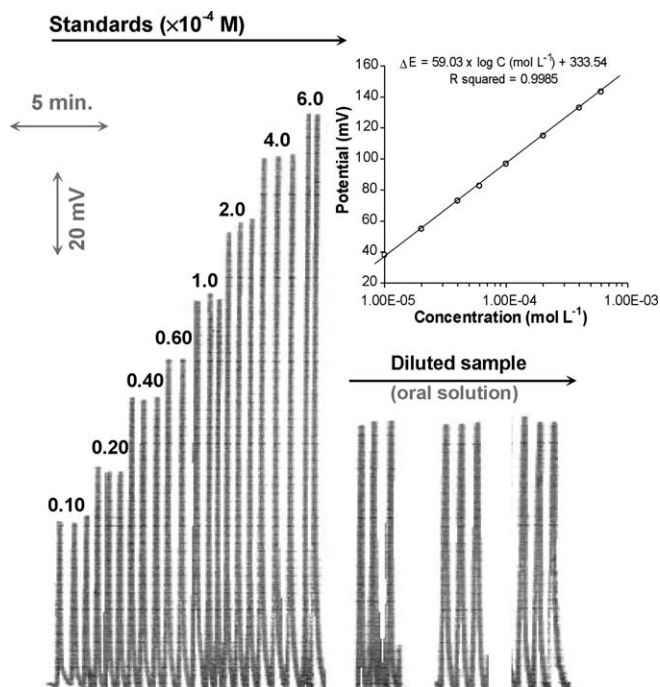 Standards (×10⁻⁴ M)
5 min.
20 mV
6.0
4.0
2.0
1.0
0.60
0.40
0.20
0.10
ΔE = 59.03 x log C (mol L⁻¹) + 333.54
R squared = 0.9985
Potential (mV)
160
140
120
100
80
60
40
20
1.00E-05 1.00E-04 1.00E-03
Concentration (mol L⁻¹)
Diluted sample
(oral solution)